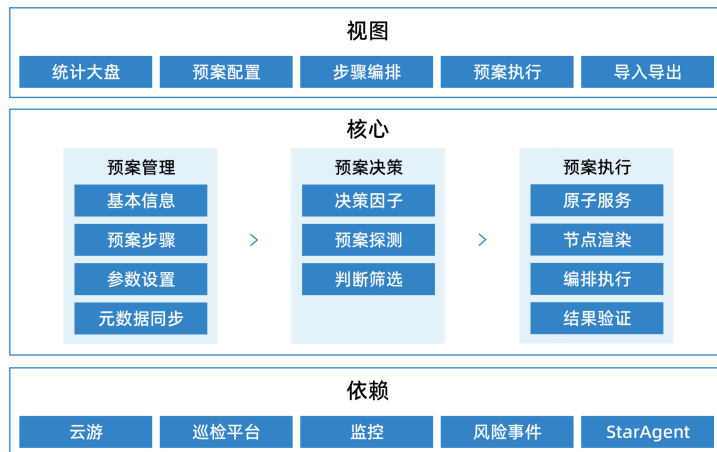 视图
统计大盘 预案配置 步骤编排 预案执行 导入导出
核心
预案管理 预案决策 预案执行
基本信息 决策因子 原子服务
预案步骤 > 预案探测 > 节点渲染
参数设置 判断筛选 编排执行
元数据同步 结果验证
依赖
云游 巡检平台 监控 风险事件 StarAgent